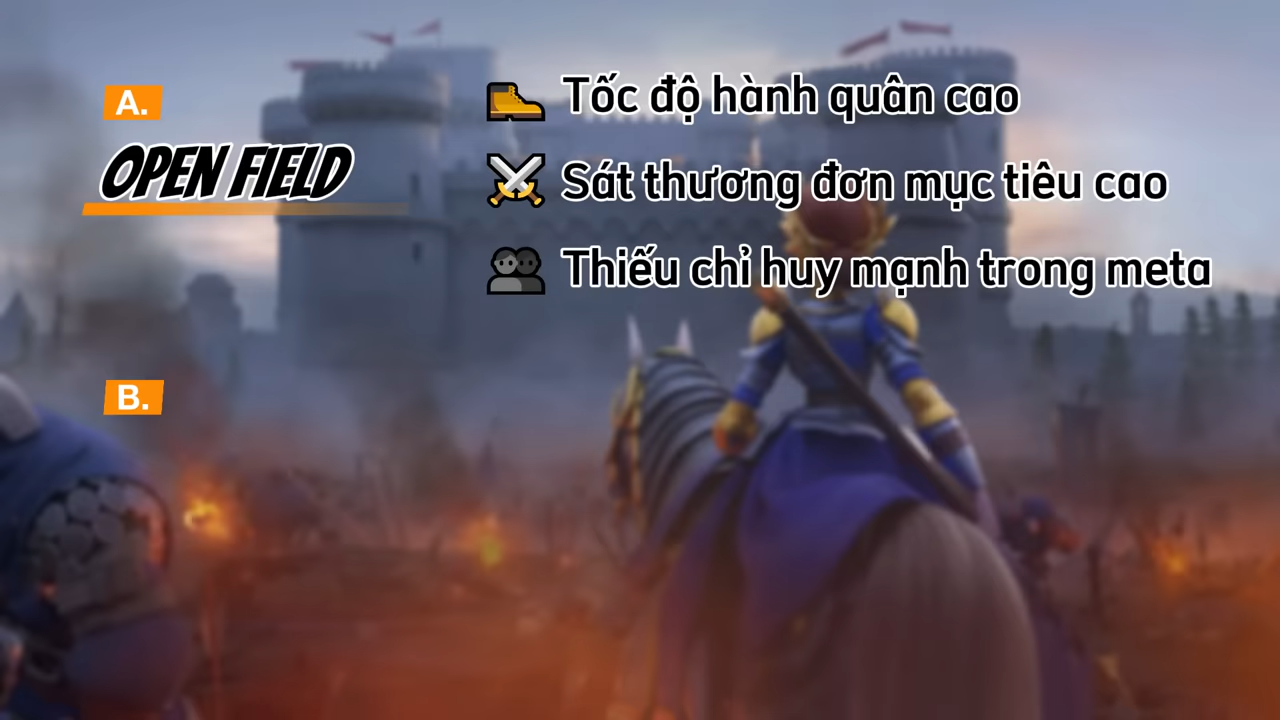 A.
OPEN FIELD
Tốc độ hành quân cao
Sát thương đơn mục tiêu cao
Thiếu chỉ huy mạnh trong meta
B.